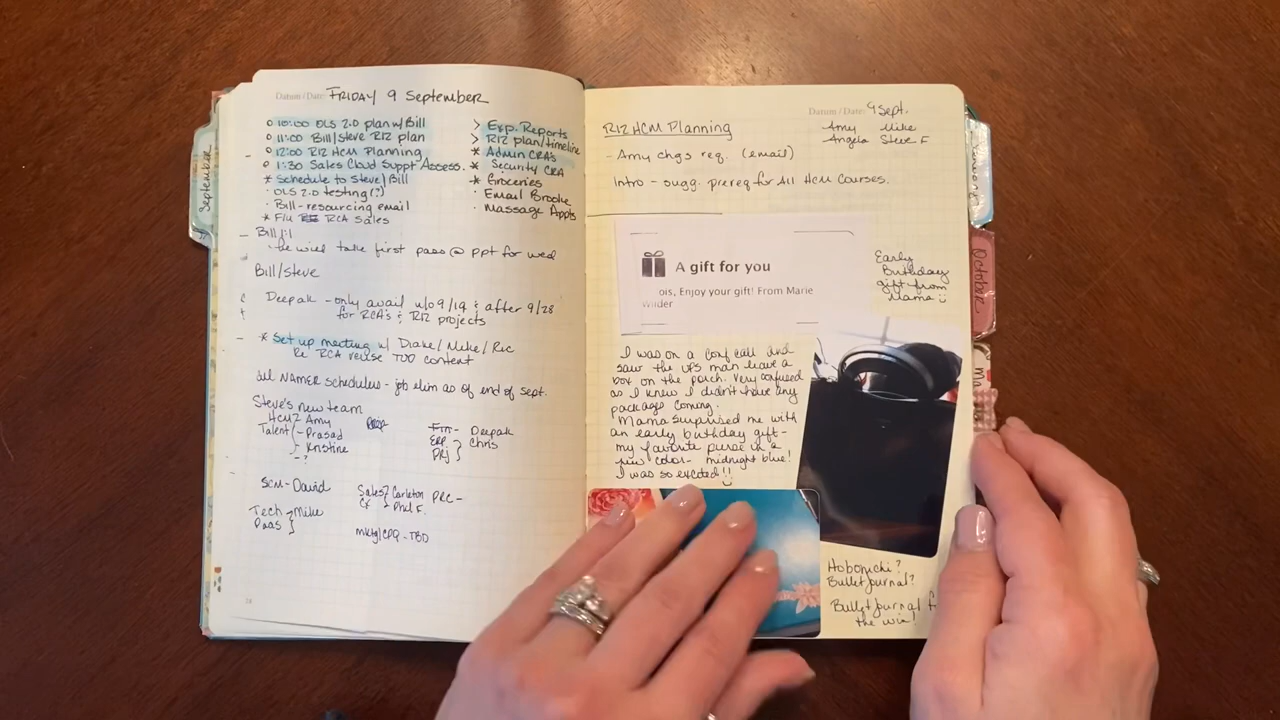 September
Datum / Date: FRIDAY 9 September
o 10:00 OLS 2.0 plan w/ Bill
o 11:00 Bill/Steve R12 plan
o 12:00 R12 HCM Planning
o 1:30 Sales Cloud Suppt Access.
* Schedule to Steve/Bill
· OLS 2.0 testing(?)
· Bill-resourcing email
* F/U RCA Sales
> Exp. Reports
> R12 plan/timeline
* Admin CRA's
* Security CRA
* Groceries
· Email Brooke
· Massage Appts
Bill 1:1
· he will take first pass @ ppt for wed
Bill/Steve
Deepak - only avail w/o 9/19 & after 9/28
for RCA's & R12 projects
* Set up meeting w/ Diane/Mike/Ric
Re RCA reuse TOO content
all NAMER schedulers - job elim as of end of sept.
Steve's new team
HCM Amy
Talent - Prasad
- Kristine
- ?
Fin - Deepak
ERP Chris
PRJ
SCM - David
Tech Mike
PaaS
Sales Carleton
CX Phil F.
PRC -
mktg/CPQ - TBD
Datum / Date: 9 Sept.
R12 HCM Planning
Amy Mike
Angela Steve F
- Amy chgs req. (email)
Intro - sugg. prereq for All HCM Courses.
A gift for you
ois, Enjoy your gift! From Marie
Wilder
Early
Birthday
gift from
Mama :)
I was on a conf call and
saw the UPS man leave a
box on the porch. Very confused
as I knew I didn't have any
packages coming.
Mama surprised me with
an early birthday gift-
my favorite purse in a
new color- midnight blue!
I was so excited!!
Hobonichi?
Bullet Journal?
Bullet Journal f
the win!
October